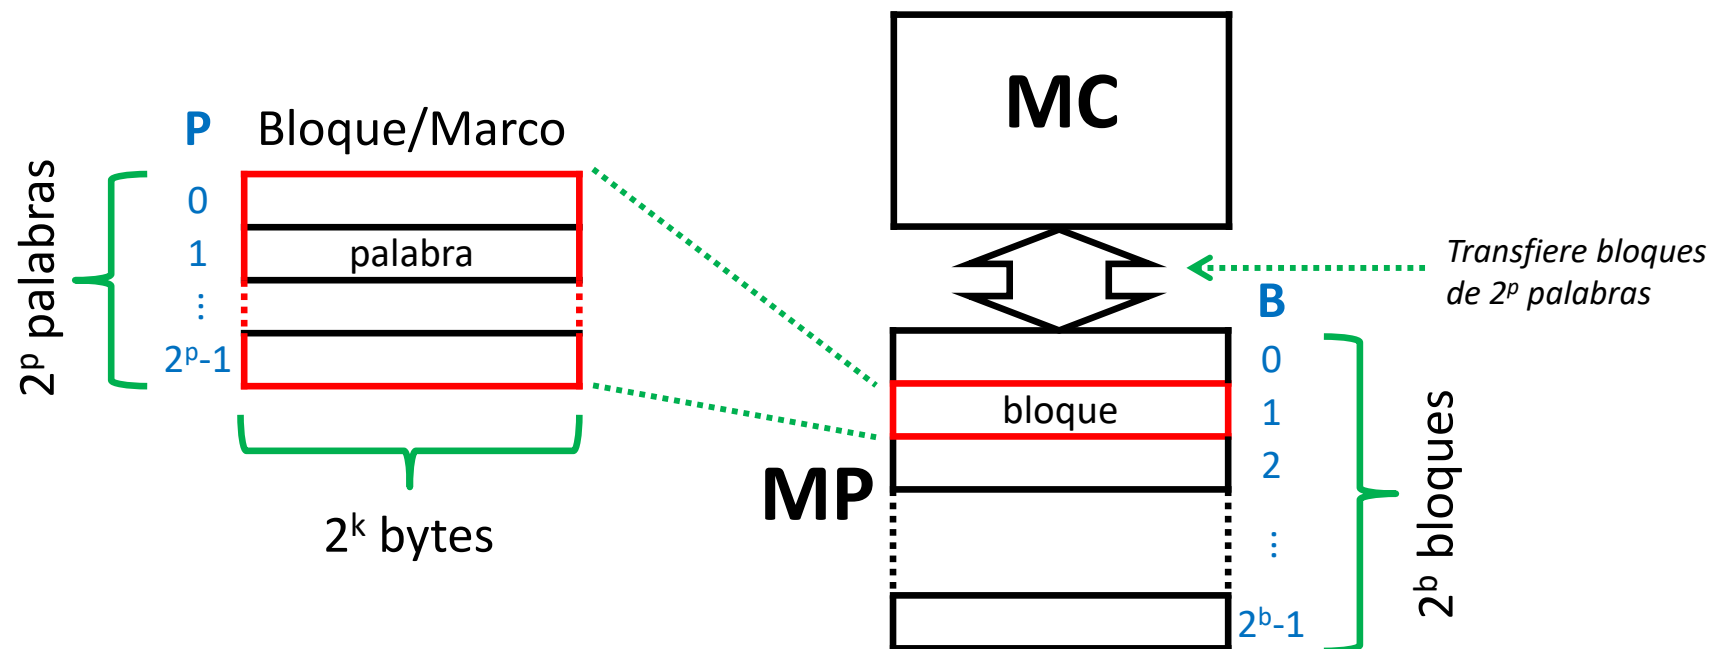 2ᵖ palabras
P
Bloque/Marco
0
1
palabra
⋮
2ᵖ-1
2ᵏ bytes
MC
Transfiere bloques
de 2ᵖ palabras
B
0
bloque
1
2
MP
⋮
2ᵇ-1
2ᵇ bloques